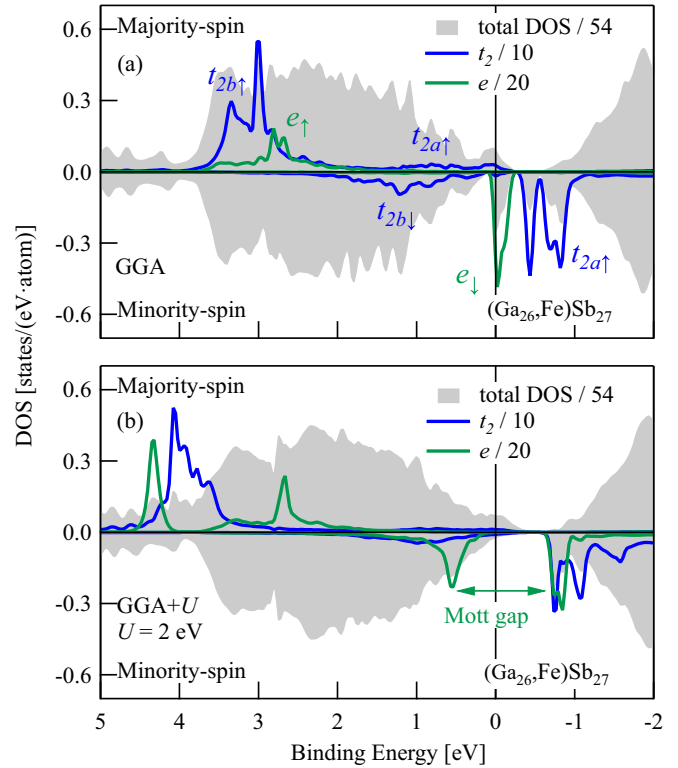 Majority-spin
(a)
total DOS / 54
t₂ / 10
e / 20
t₂b↑
e↑
t₂a↑
t₂b↓
e↓
t₂a↑
GGA
Minority-spin
(Ga₂₆,Fe)Sb₂₇
0.6
0.3
0.0
-0.3
-0.6
DOS [states/(eV·atom)]
Majority-spin
(b)
total DOS / 54
t₂ / 10
e / 20
GGA+U
U = 2 eV
Mott gap
Minority-spin
(Ga₂₆,Fe)Sb₂₇
0.6
0.3
0.0
-0.3
-0.6
5 4 3 2 1 0 -1 -2
Binding Energy [eV]